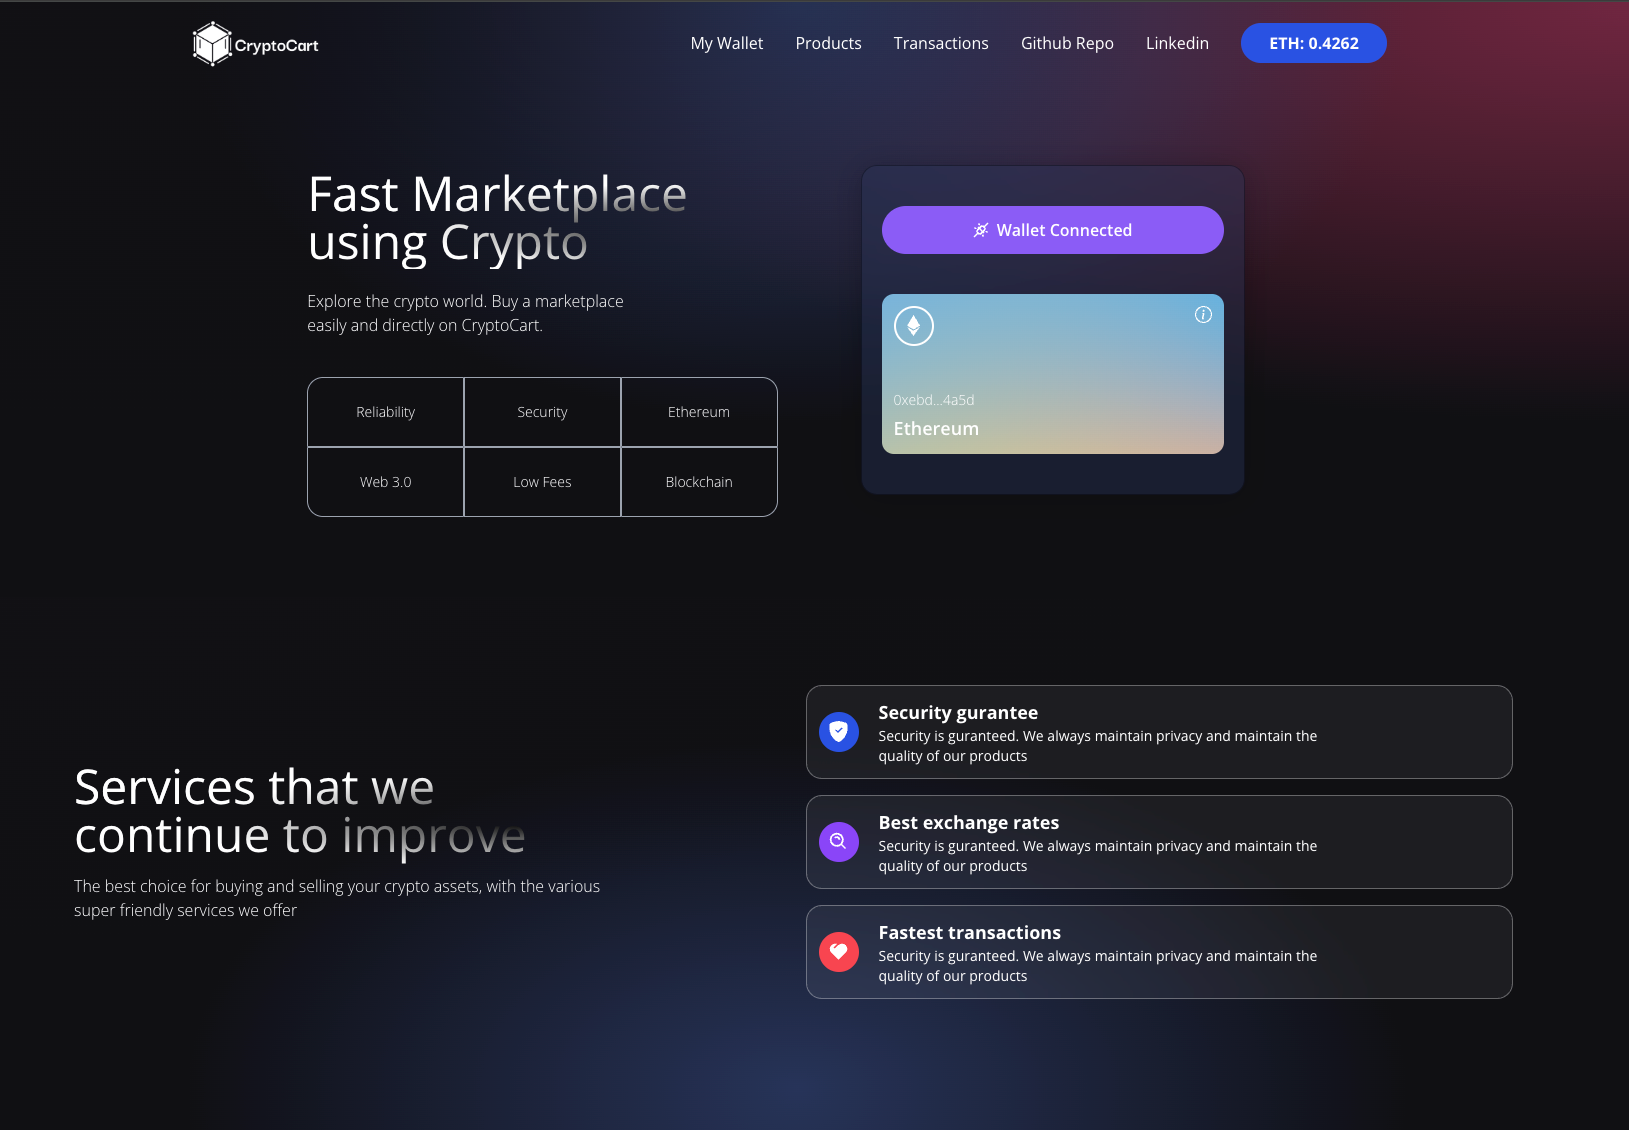 CryptoCart
My Wallet
Products
Transactions
Github Repo
Linkedin
ETH: 0.4262
Fast Marketplace
using Crypto
Explore the crypto world. Buy a marketplace
easily and directly on CryptoCart.
Reliability
Security
Ethereum
Web 3.0
Low Fees
Blockchain
Wallet Connected
0xebd...4a5d
Ethereum
Services that we
continue to improve
The best choice for buying and selling your crypto assets, with the various
super friendly services we offer
Security gurantee
Security is guranteed. We always maintain privacy and maintain the
quality of our products
Best exchange rates
Security is guranteed. We always maintain privacy and maintain the
quality of our products
Fastest transactions
Security is guranteed. We always maintain privacy and maintain the
quality of our products